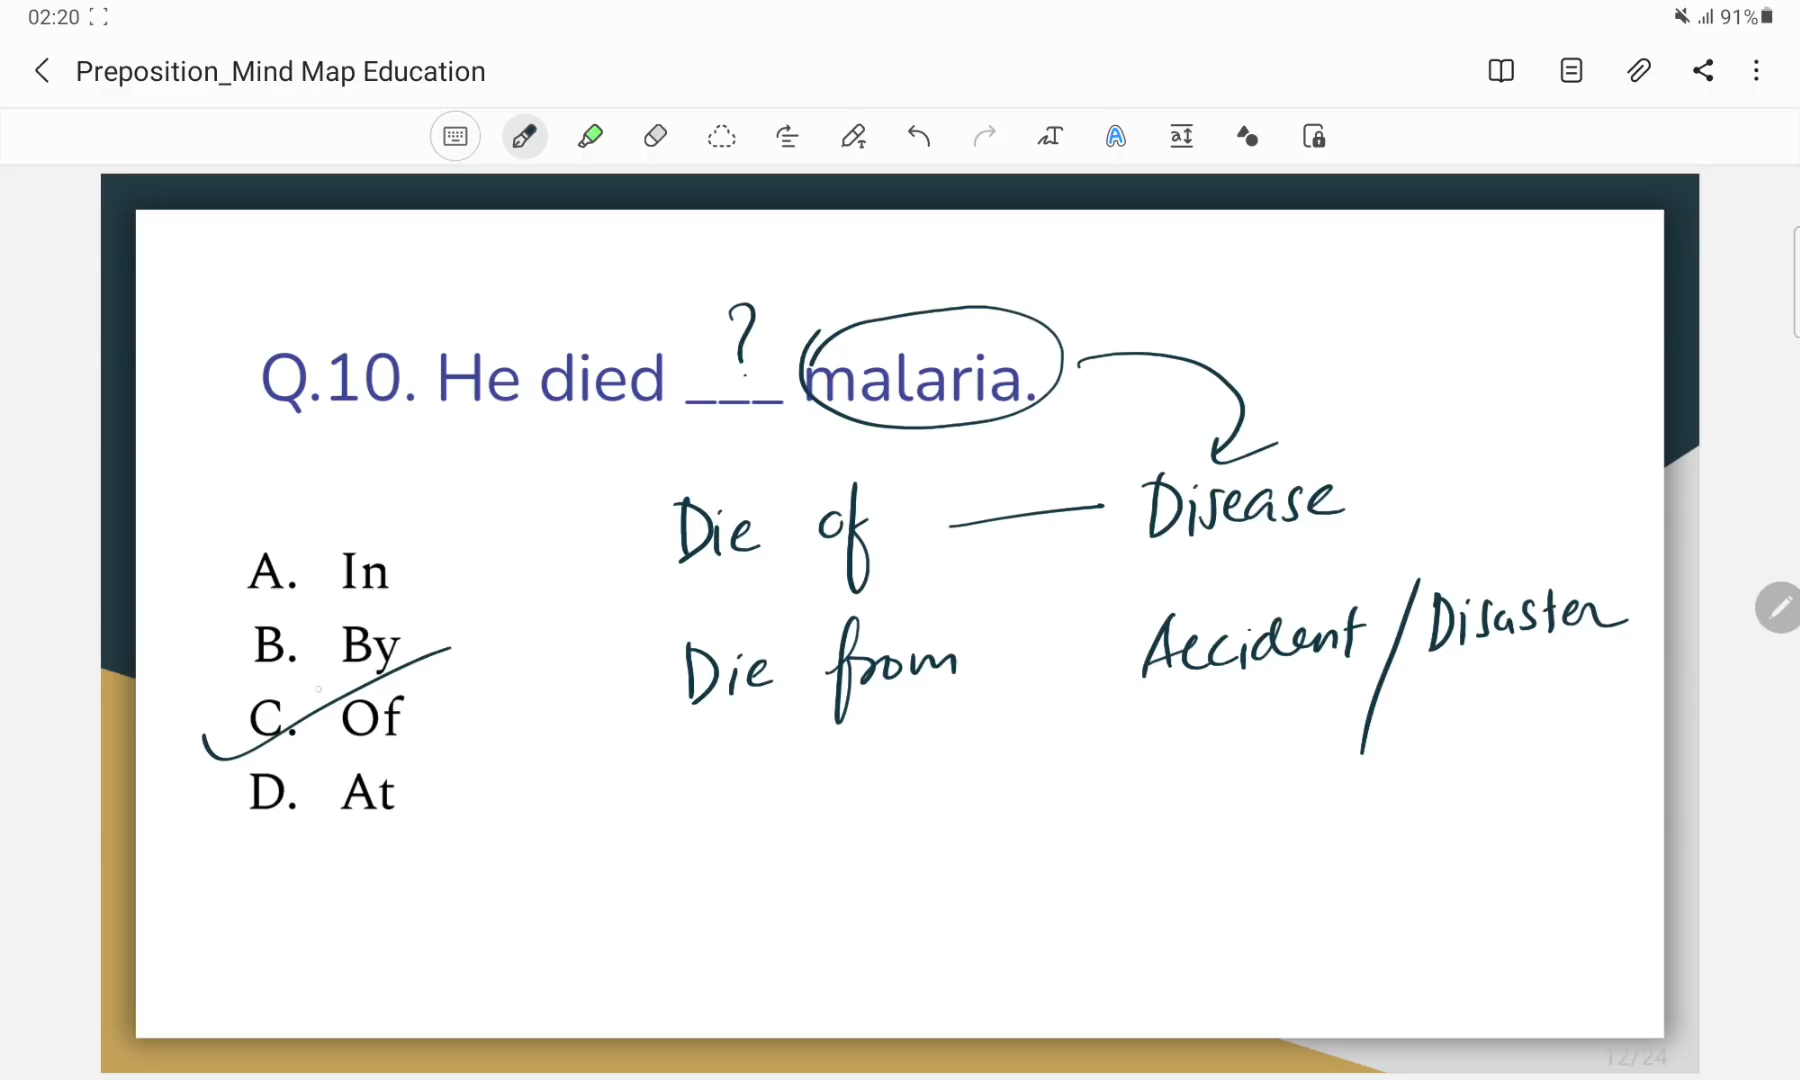 02:20
91%
Preposition_Mind Map Education
?
Q.10. He died ___ malaria.
Die of — Disease
Die from Accident / Disaster
A. In
B. By
C. Of
D. At
12/24